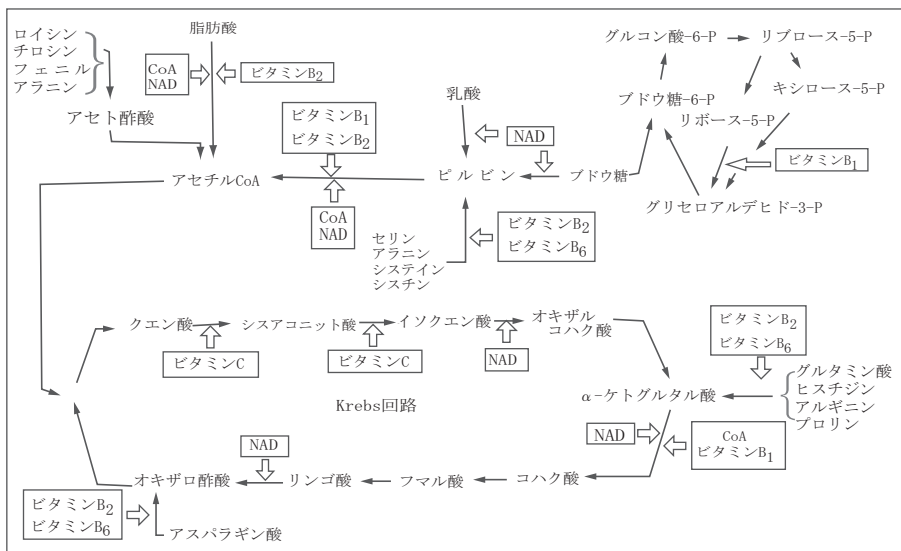 ロイシン
チロシン
フェニル
アラニン
アセト酢酸
脂肪酸
CoA
NAD
ビタミンB2
ビタミンB1
ビタミンB2
乳酸
NAD
グルコン酸-6-P
リブロース-5-P
キシロース-5-P
ブドウ糖-6-P
リボース-5-P
ビタミンB1
グリセロアルデヒド-3-P
アセチルCoA
ピルビン
ブドウ糖
CoA
NAD
セリン
アラニン
システイン
シスチン
ビタミンB2
ビタミンB6
クエン酸
シスアコニット酸
イソクエン酸
オキザル
コハク酸
ビタミンC
ビタミンC
NAD
ビタミンB2
ビタミンB6
α-ケトグルタル酸
グルタミン酸
ヒスチジン
アルギニン
プロリン
Krebs回路
NAD
NAD
CoA
ビタミンB1
オキザロ酢酸
リンゴ酸
フマル酸
コハク酸
ビタミンB2
ビタミンB6
アスパラギン酸